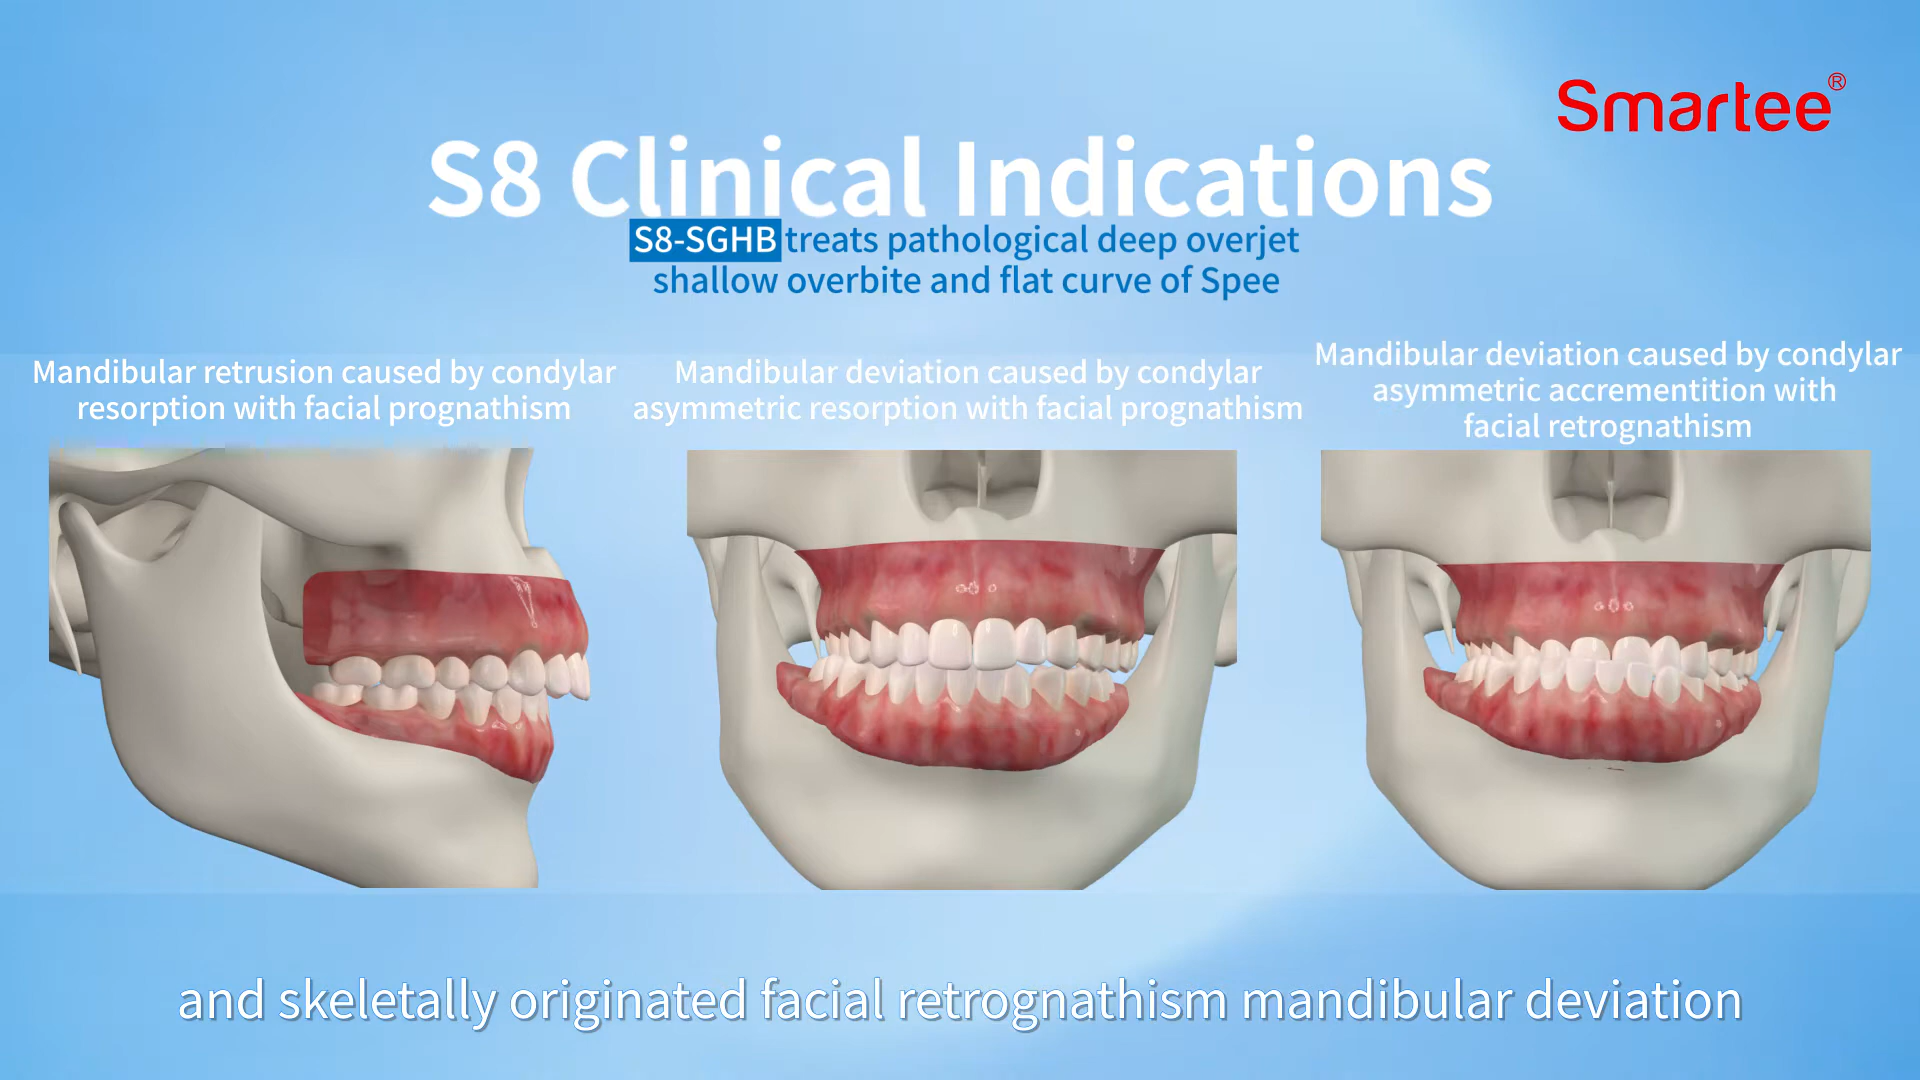 Smartee®
S8 Clinical Indications
S8-SGHB treats pathological deep overjet
shallow overbite and flat curve of Spee
Mandibular retrusion caused by condylar
resorption with facial prognathism
Mandibular deviation caused by condylar
asymmetric resorption with facial prognathism
Mandibular deviation caused by condylar
asymmetric accrementition with
facial retrognathism
and skeletally originated facial retrognathism mandibular deviation